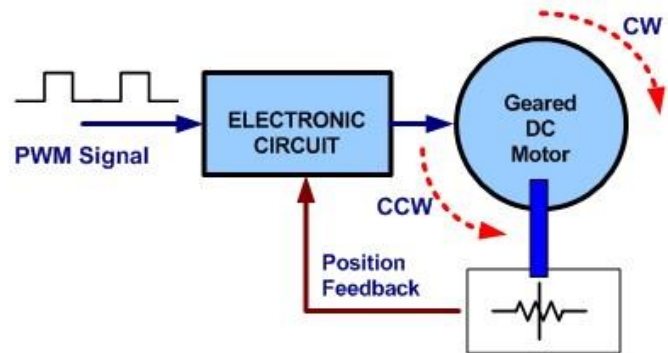 CW
PWM Signal
ELECTRONIC
CIRCUIT
Geared
DC
Motor
CCW
Position
Feedback